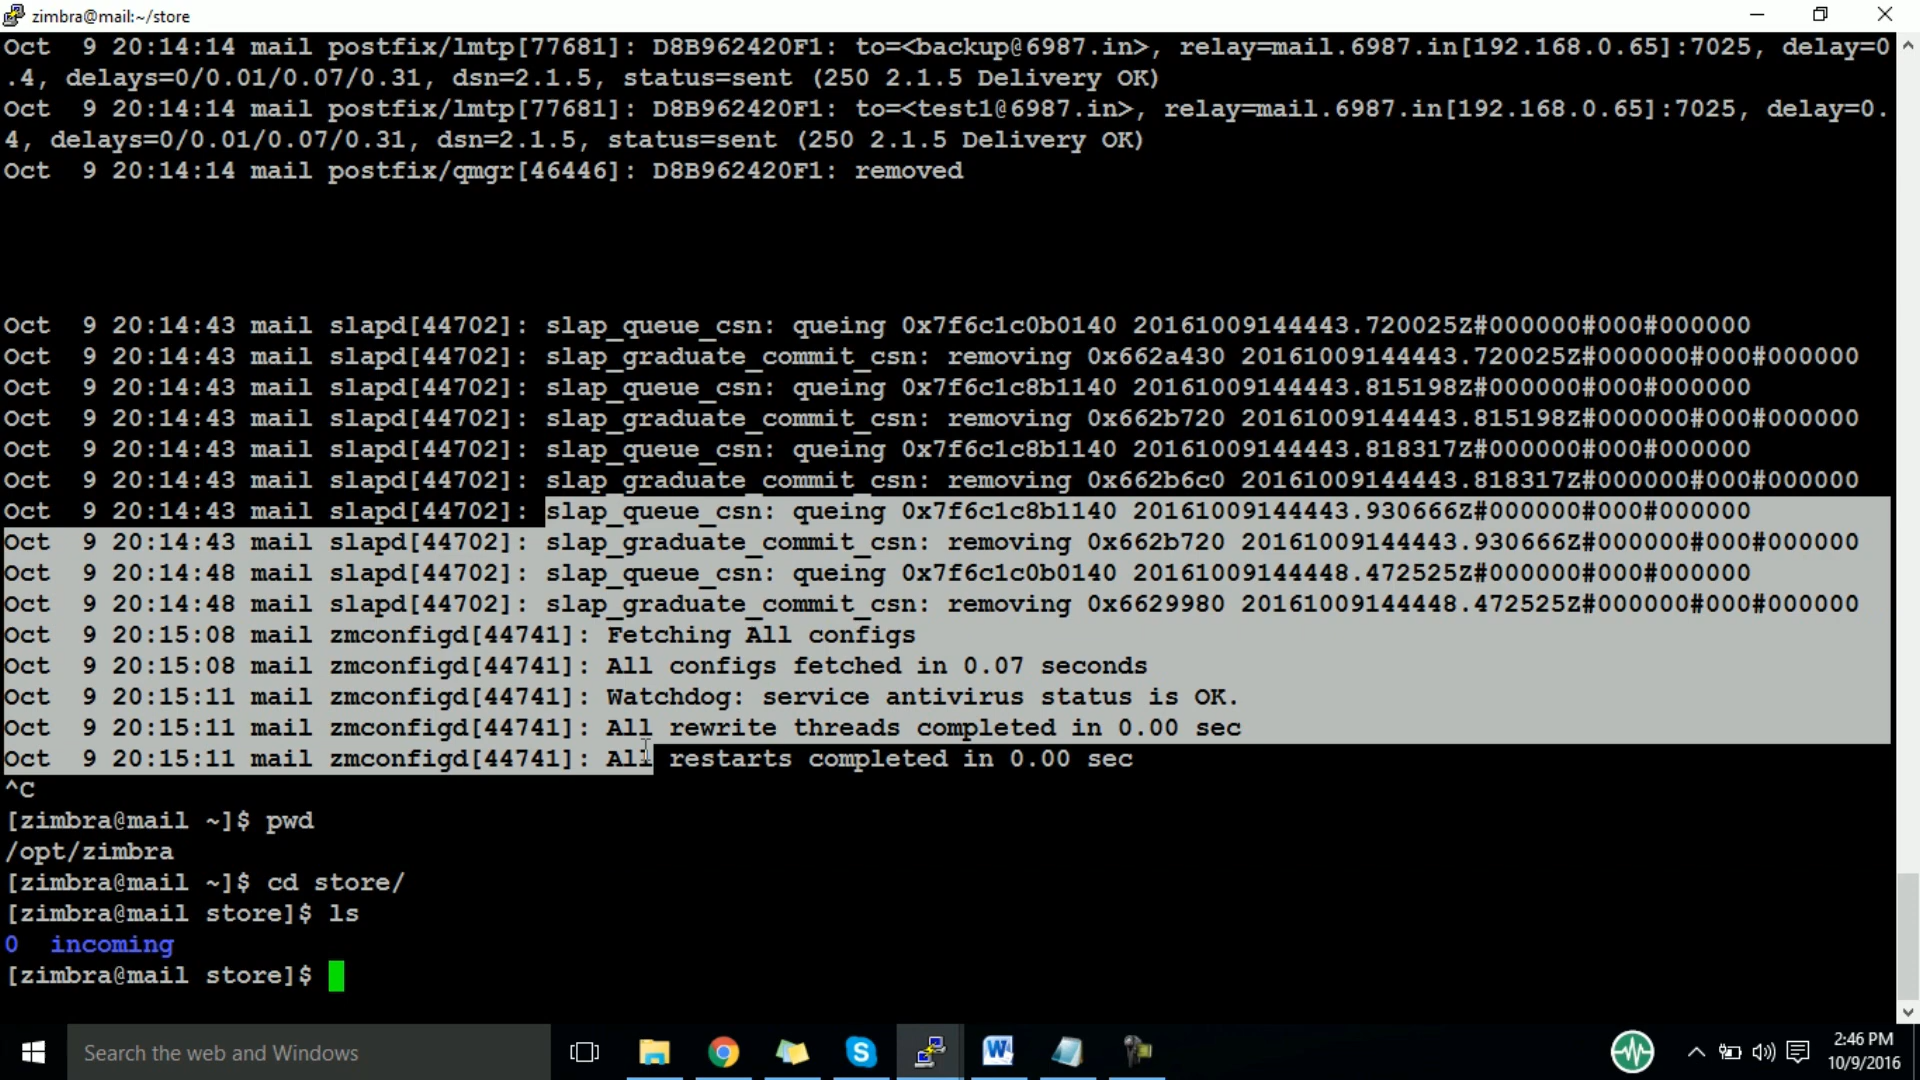 zimbra@mail:~/store
Oct  9 20:14:14 mail postfix/lmtp[77681]: D8B962420F1: to=<backup@6987.in>, relay=mail.6987.in[192.168.0.65]:7025, delay=0
.4, delays=0/0.01/0.07/0.31, dsn=2.1.5, status=sent (250 2.1.5 Delivery OK)
Oct  9 20:14:14 mail postfix/lmtp[77681]: D8B962420F1: to=<test1@6987.in>, relay=mail.6987.in[192.168.0.65]:7025, delay=0.
4, delays=0/0.01/0.07/0.31, dsn=2.1.5, status=sent (250 2.1.5 Delivery OK)
Oct  9 20:14:14 mail postfix/qmgr[46446]: D8B962420F1: removed
Oct  9 20:14:43 mail slapd[44702]: slap_queue_csn: queing 0x7f6c1c0b0140 20161009144443.720025Z#000000#000#000000
Oct  9 20:14:43 mail slapd[44702]: slap_graduate_commit_csn: removing 0x662a430 20161009144443.720025Z#000000#000#000000
Oct  9 20:14:43 mail slapd[44702]: slap_queue_csn: queing 0x7f6c1c8b1140 20161009144443.815198Z#000000#000#000000
Oct  9 20:14:43 mail slapd[44702]: slap_graduate_commit_csn: removing 0x662b720 20161009144443.815198Z#000000#000#000000
Oct  9 20:14:43 mail slapd[44702]: slap_queue_csn: queing 0x7f6c1c8b1140 20161009144443.818317Z#000000#000#000000
Oct  9 20:14:43 mail slapd[44702]: slap_graduate_commit_csn: removing 0x662b6c0 20161009144443.818317Z#000000#000#000000
Oct  9 20:14:43 mail slapd[44702]: slap_queue_csn: queing 0x7f6c1c8b1140 20161009144443.930666Z#000000#000#000000
Oct  9 20:14:43 mail slapd[44702]: slap_graduate_commit_csn: removing 0x662b720 20161009144443.930666Z#000000#000#000000
Oct  9 20:14:48 mail slapd[44702]: slap_queue_csn: queing 0x7f6c1c0b0140 20161009144448.472525Z#000000#000#000000
Oct  9 20:14:48 mail slapd[44702]: slap_graduate_commit_csn: removing 0x6629980 20161009144448.472525Z#000000#000#000000
Oct  9 20:15:08 mail zmconfigd[44741]: Fetching All configs
Oct  9 20:15:08 mail zmconfigd[44741]: All configs fetched in 0.07 seconds
Oct  9 20:15:11 mail zmconfigd[44741]: Watchdog: service antivirus status is OK.
Oct  9 20:15:11 mail zmconfigd[44741]: All rewrite threads completed in 0.00 sec
Oct  9 20:15:11 mail zmconfigd[44741]: All restarts completed in 0.00 sec
^C
[zimbra@mail ~]$ pwd
/opt/zimbra
[zimbra@mail ~]$ cd store/
[zimbra@mail store]$ ls
0  incoming
[zimbra@mail store]$
Search the web and Windows
2:46 PM
10/9/2016